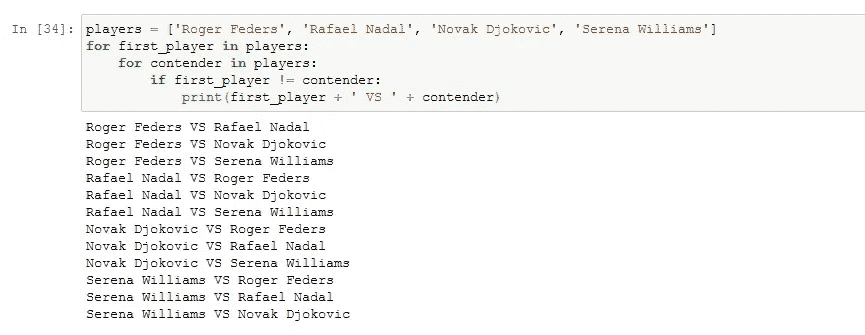 In [34]: players = ['Roger Feders', 'Rafael Nadal', 'Novak Djokovic', 'Serena Williams']
for first_player in players:
    for contender in players:
        if first_player != contender:
            print(first_player + ' VS ' + contender)
Roger Feders VS Rafael Nadal
Roger Feders VS Novak Djokovic
Roger Feders VS Serena Williams
Rafael Nadal VS Roger Feders
Rafael Nadal VS Novak Djokovic
Rafael Nadal VS Serena Williams
Novak Djokovic VS Roger Feders
Novak Djokovic VS Rafael Nadal
Novak Djokovic VS Serena Williams
Serena Williams VS Roger Feders
Serena Williams VS Rafael Nadal
Serena Williams VS Novak Djokovic